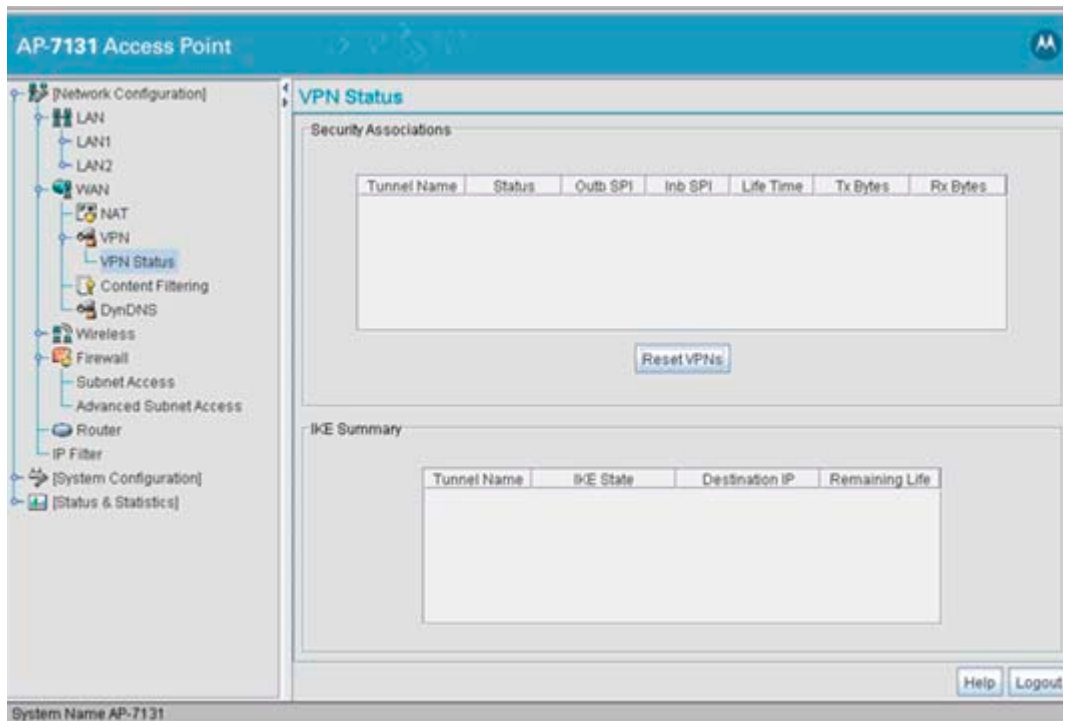 AP-7131 Access Point
[Network Configuration]
LAN
LAN1
LAN2
WAN
NAT
VPN
VPN Status
Content Filtering
DynDNS
Wireless
Firewall
Subnet Access
Advanced Subnet Access
Router
IP Filter
[System Configuration]
[Status & Statistics]
VPN Status
Security Associations
Tunnel Name Status Outb SPI Inb SPI Life Time Tx Bytes Rx Bytes
Reset VPNs
IKE Summary
Tunnel Name IKE State Destination IP Remaining Life
Help Logout
System Name AP-7131